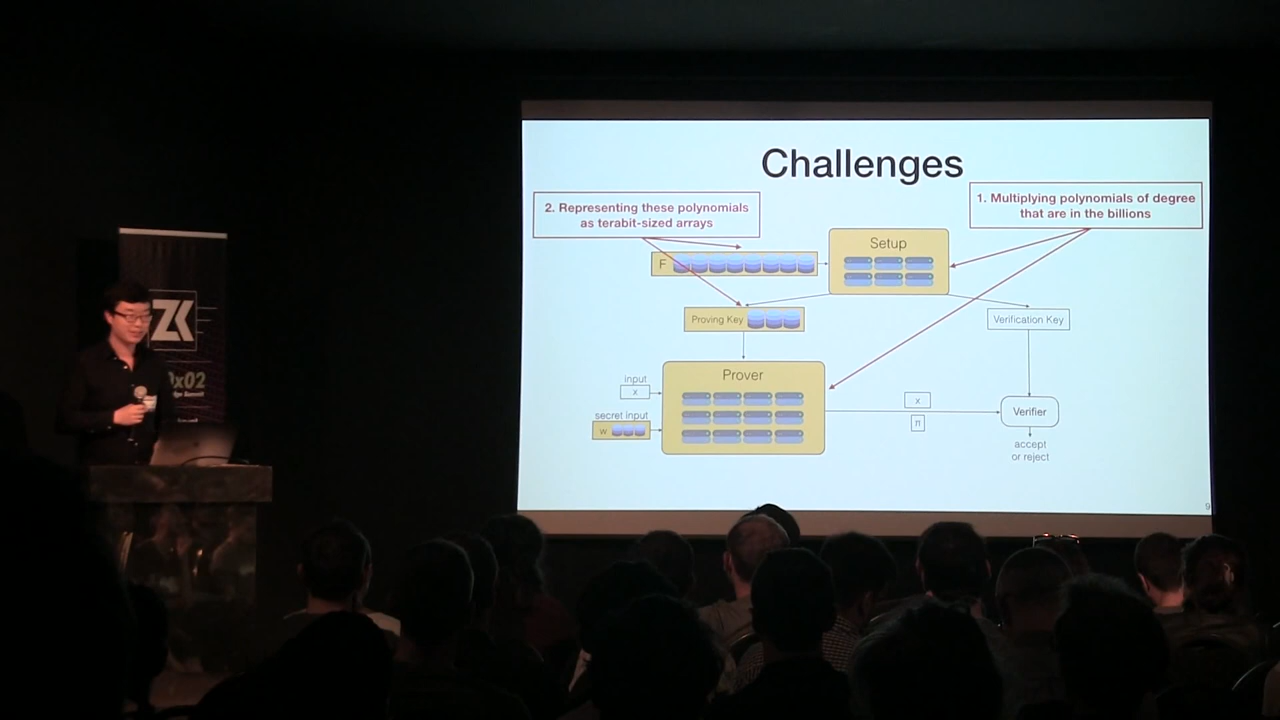 Challenges
2. Representing these polynomials
as terabit-sized arrays
1. Multiplying polynomials of degree
that are in the billions
F
Setup
Proving Key
Verification Key
input
x
Prover
secret input
w
x
π
Verifier
accept
or reject
9
ZK
0x02